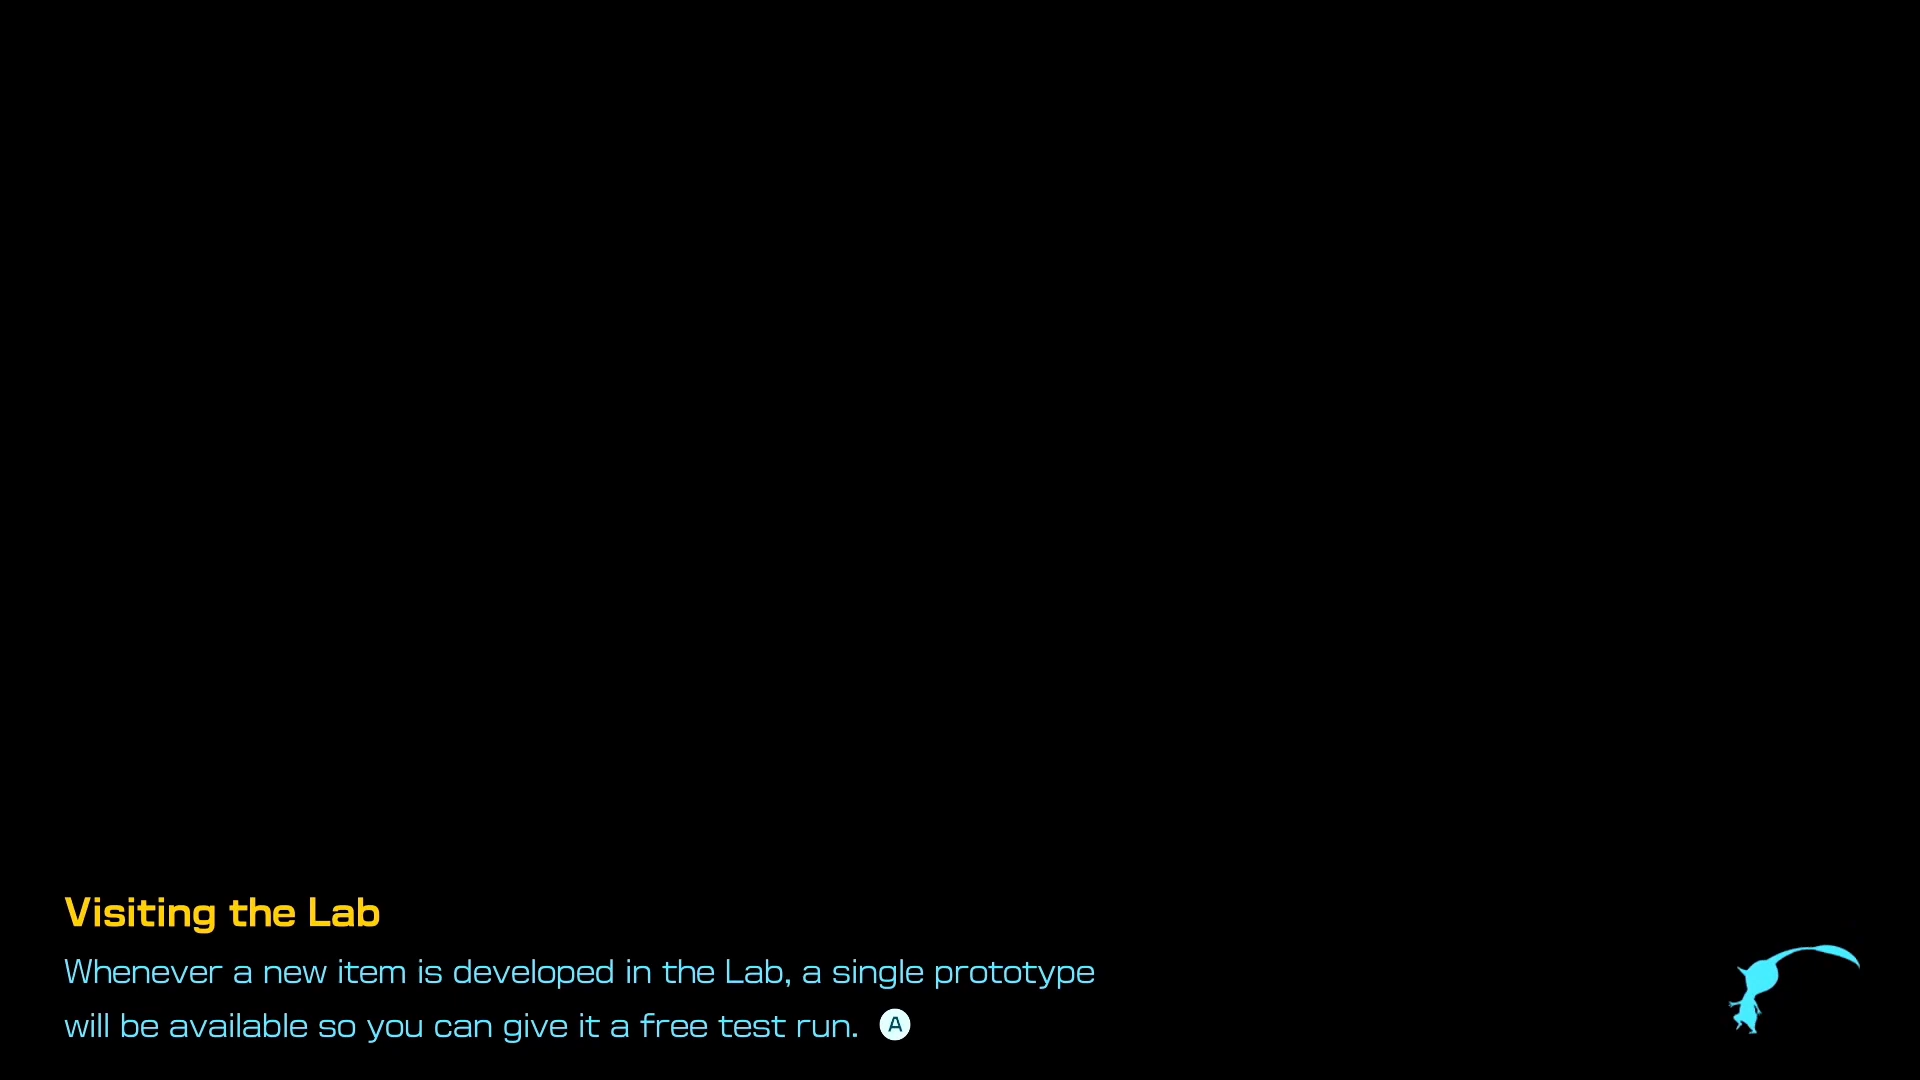 Visiting the Lab
Whenever a new item is developed in the Lab, a single prototype
will be available so you can give it a free test run. A